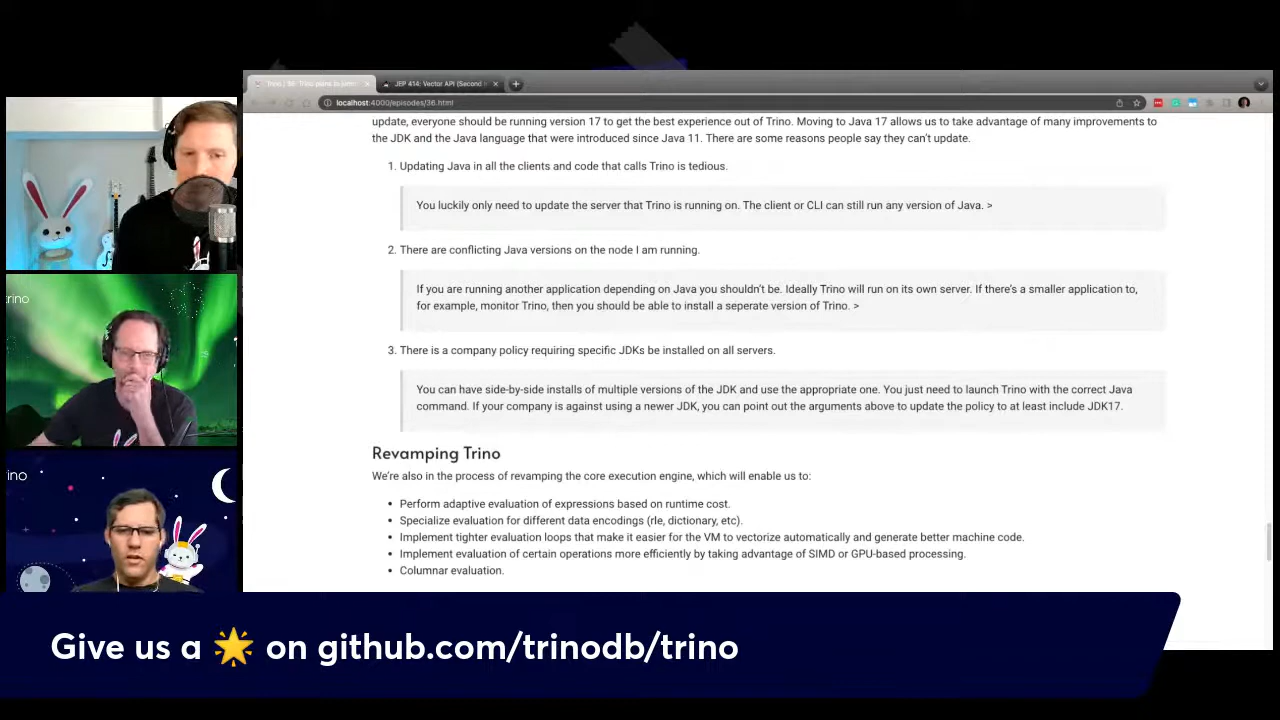 Trino | 36: Trino plans to jump
JEP 414: Vector API (Second
localhost:4000/episodes/36.html
update, everyone should be running version 17 to get the best experience out of Trino. Moving to Java 17 allows us to take advantage of many improvements to
the JDK and the Java language that were introduced since Java 11. There are some reasons people say they can't update.
1. Updating Java in all the clients and code that calls Trino is tedious.
You luckily only need to update the server that Trino is running on. The client or CLI can still run any version of Java. >
2. There are conflicting Java versions on the node I am running.
If you are running another application depending on Java you shouldn't be. Ideally Trino will run on its own server. If there's a smaller application to,
for example, monitor Trino, then you should be able to install a seperate version of Trino. >
3. There is a company policy requiring specific JDKs be installed on all servers.
You can have side-by-side installs of multiple versions of the JDK and use the appropriate one. You just need to launch Trino with the correct Java
command. If your company is against using a newer JDK, you can point out the arguments above to update the policy to at least include JDK17.
Revamping Trino
We're also in the process of revamping the core execution engine, which will enable us to:
• Perform adaptive evaluation of expressions based on runtime cost.
• Specialize evaluation for different data encodings (rle, dictionary, etc).
• Implement tighter evaluation loops that make it easier for the VM to vectorize automatically and generate better machine code.
• Implement evaluation of certain operations more efficiently by taking advantage of SIMD or GPU-based processing.
• Columnar evaluation.
rino
ino
Give us a 🌟 on github.com/trinodb/trino